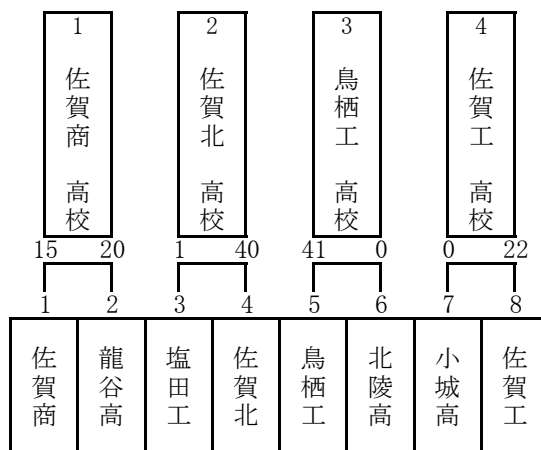 1 2 3 4
佐賀商 高校
佐賀北 高校
鳥栖工 高校
佐賀工 高校
15 20 1 40 41 0 0 22
1 2 3 4 5 6 7 8
佐賀商
龍谷高
塩田工
佐賀北
鳥栖工
北陵高
小城高
佐賀工